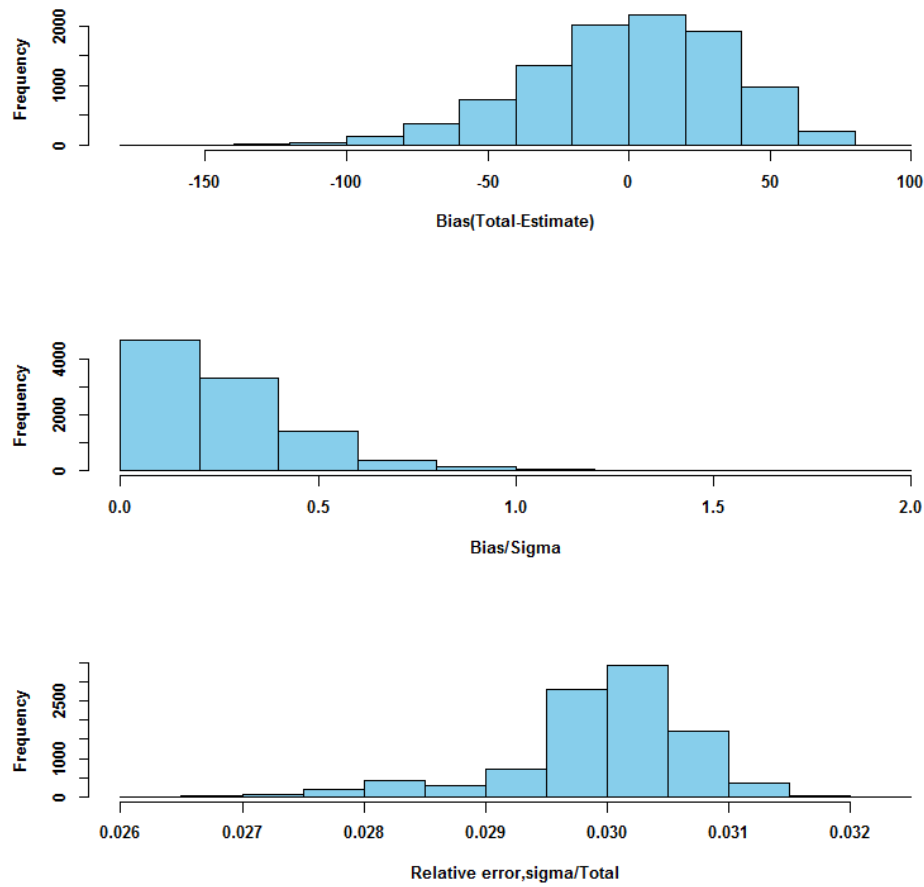 Frequency
0 1000 2000
-150 -100 -50 0 50 100
Bias(Total-Estimate)
Frequency
0 2000 4000
0.0 0.5 1.0 1.5 2.0
Bias/Sigma
Frequency
0 1000 2500
0.026 0.027 0.028 0.029 0.030 0.031 0.032
Relative error,sigma/Total